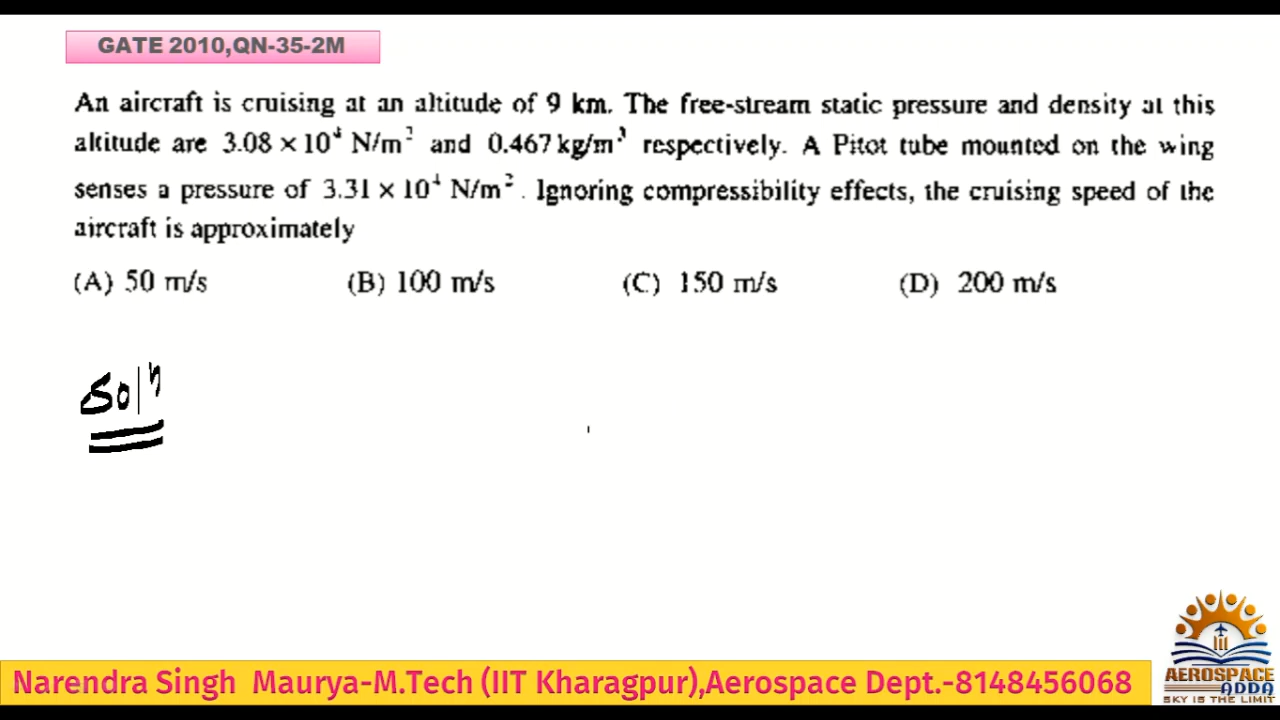 GATE 2010,QN-35-2M
An aircraft is cruising at an altitude of 9 km. The free-stream static pressure and density at this
altitude are 3.08 × 10⁴ N/m² and 0.467 kg/m³ respectively. A Pitot tube mounted on the wing
senses a pressure of 3.31 × 10⁴ N/m². Ignoring compressibility effects, the cruising speed of the
aircraft is approximately
(A) 50 m/s (B) 100 m/s (C) 150 m/s (D) 200 m/s
Solⁿ
AEROSPACE
ADDA
SKY IS THE LIMIT
Narendra Singh Maurya-M.Tech (IIT Kharagpur),Aerospace Dept.-8148456068